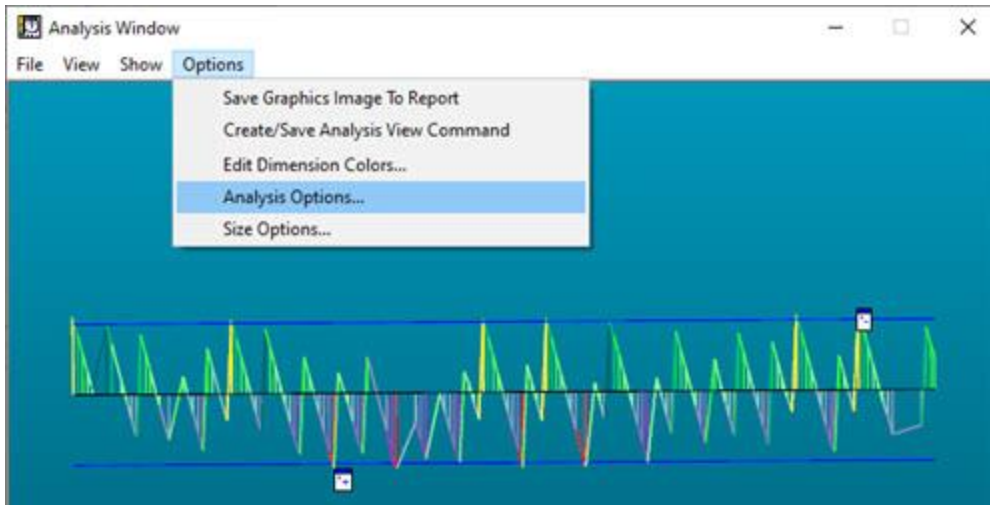 Analysis Window
File View Show Options
Save Graphics Image To Report
Create/Save Analysis View Command
Edit Dimension Colors...
Analysis Options...
Size Options...